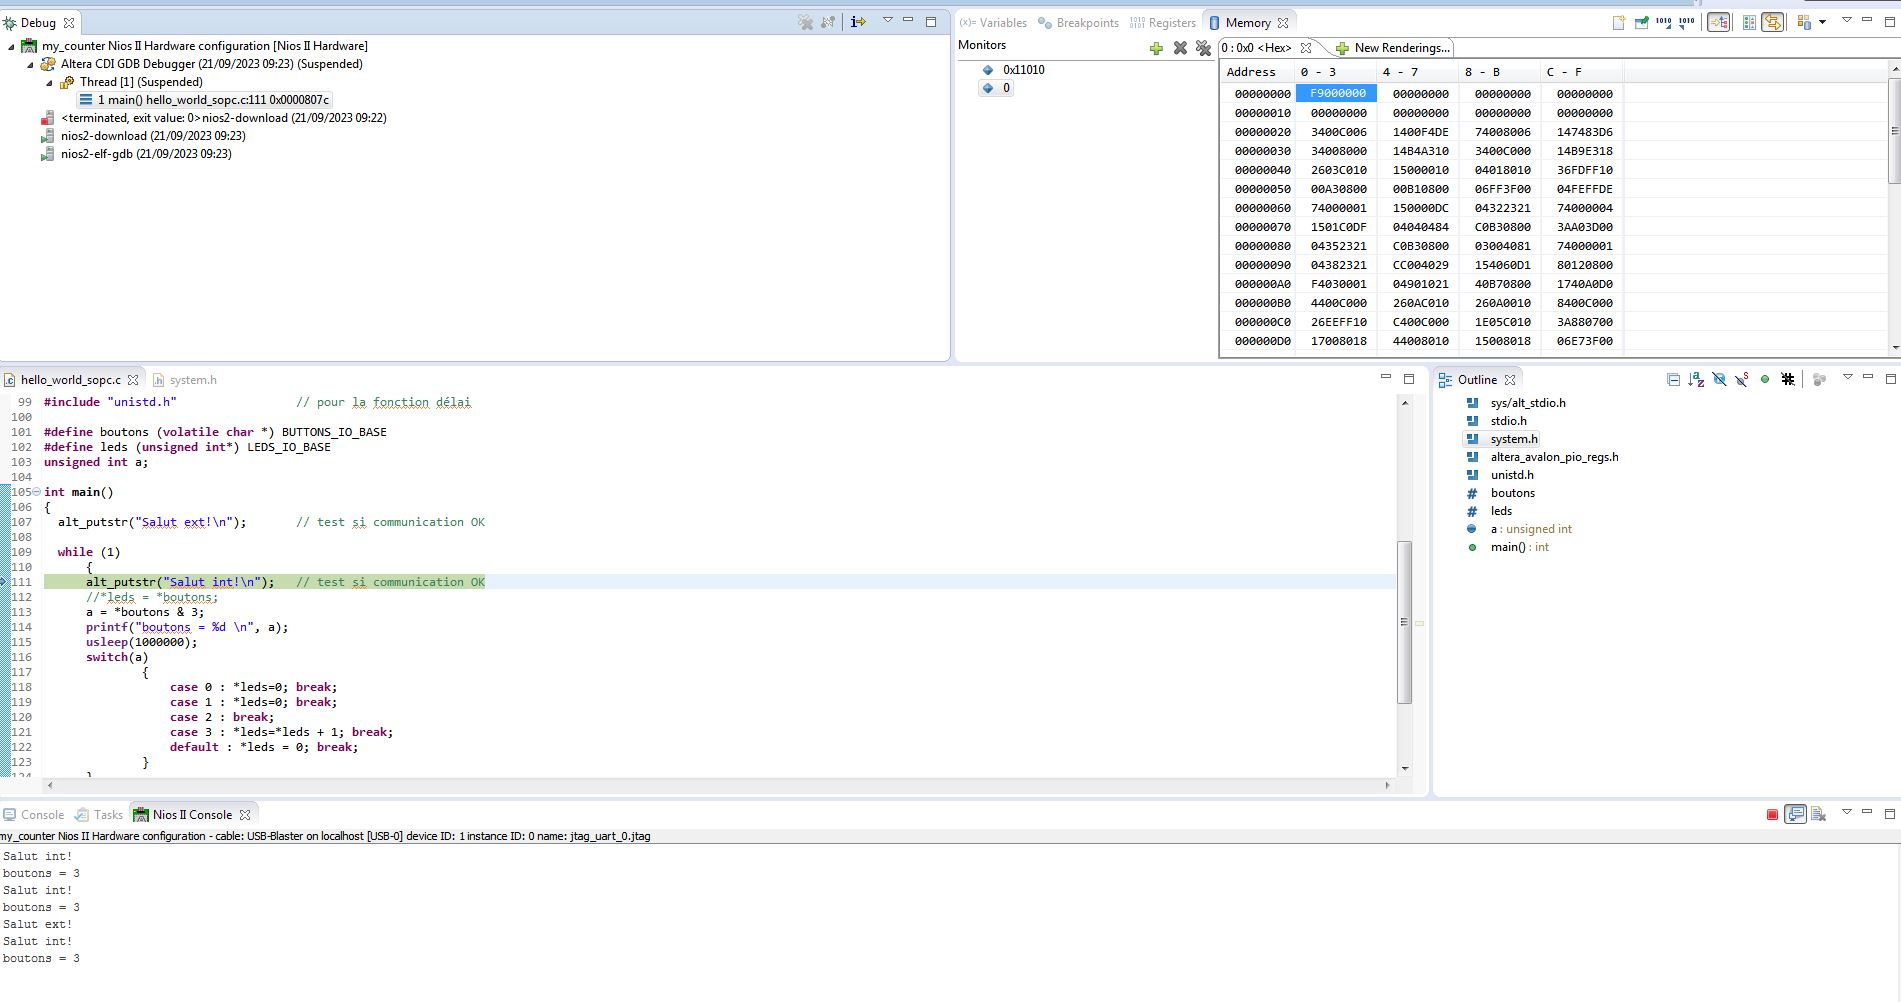 Debug
my_counter Nios II Hardware configuration [Nios II Hardware]
Altera CDI GDB Debugger (21/09/2023 09:23) (Suspended)
Thread [1] (Suspended)
1 main() hello_world_sopc.c:111 0x0000807c
<terminated, exit value: 0>nios2-download (21/09/2023 09:22)
nios2-download (21/09/2023 09:23)
nios2-elf-gdb (21/09/2023 09:23)
(x)= Variables Breakpoints Registers Memory
Monitors
0x11010
0
0 : 0x0 <Hex> New Renderings...
Address 0 - 3 4 - 7 8 - B C - F
00000000 F9000000 00000000 00000000 00000000
00000010 00000000 00000000 00000000 00000000
00000020 3400C006 1400F4DE 74008006 147483D6
00000030 34008000 14B4A310 3400C000 14B9E318
00000040 2603C010 15000010 04018010 36FDFF10
00000050 00A30800 00B10800 06FF3F00 04FEFFDE
00000060 74000001 150000DC 04322321 74000004
00000070 1501C0DF 04040484 C0B30800 3AA03D00
00000080 04352321 C0B30800 03004081 74000001
00000090 04382321 CC004029 154060D1 80120800
000000A0 F4030001 04901021 40B70800 1740A0D0
000000B0 4400C000 260AC010 260A0010 8400C000
000000C0 26EEFF10 C400C000 1E05C010 3A880700
000000D0 17008018 44008010 15008018 06E73F00
hello_world_sopc.c system.h
99 #include "unistd.h" // pour la fonction délai
100
101 #define boutons (volatile char *) BUTTONS_IO_BASE
102 #define leds (unsigned int*) LEDS_IO_BASE
103 unsigned int a;
104
105 int main()
106 {
107 alt_putstr("Salut ext!\n"); // test si communication OK
108
109 while (1)
110 {
111 alt_putstr("Salut int!\n"); // test si communication OK
112 //*leds = *boutons;
113 a = *boutons & 3;
114 printf("boutons = %d \n", a);
115 usleep(1000000);
116 switch(a)
117 {
118 case 0 : *leds=0; break;
119 case 1 : *leds=0; break;
120 case 2 : break;
121 case 3 : *leds=*leds + 1; break;
122 default : *leds = 0; break;
123 }
124 }
Outline
sys/alt_stdio.h
stdio.h
system.h
altera_avalon_pio_regs.h
unistd.h
boutons
leds
a : unsigned int
main() : int
Console Tasks Nios II Console
my_counter Nios II Hardware configuration - cable: USB-Blaster on localhost [USB-0] device ID: 1 instance ID: 0 name: jtag_uart_0.jtag
Salut int!
boutons = 3
Salut int!
boutons = 3
Salut ext!
Salut int!
boutons = 3